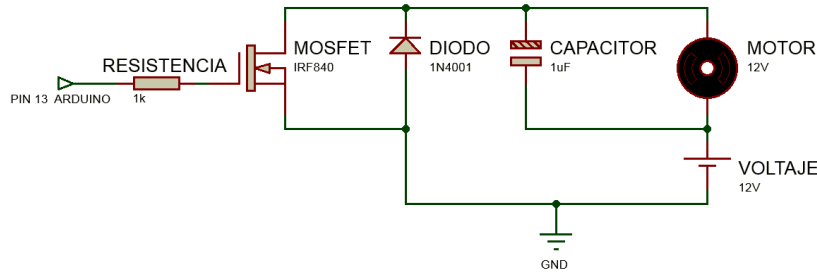 PIN 13 ARDUINO
RESISTENCIA
1k
MOSFET
IRF840
DIODO
1N4001
CAPACITOR
1uF
MOTOR
12V
VOLTAJE
12V
GND